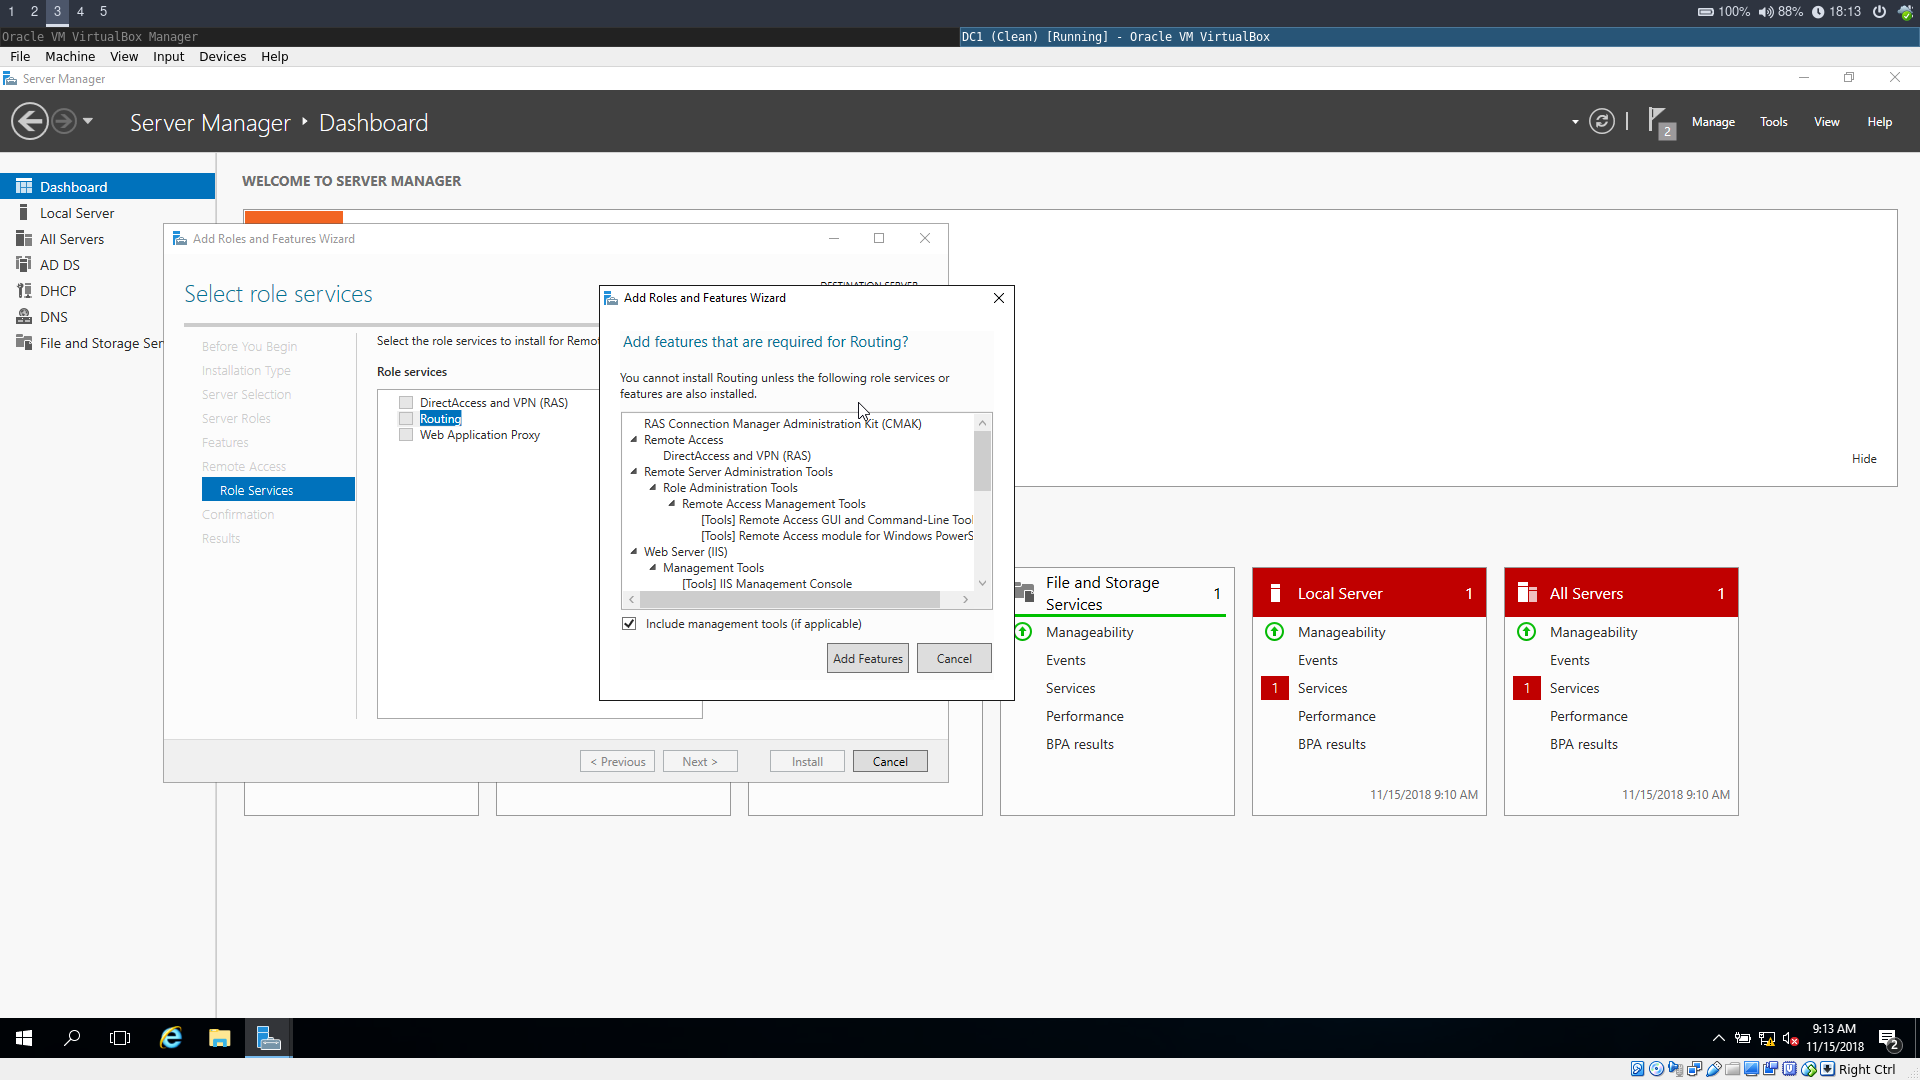 1 2 3 4 5
100% 88% 18:13
Oracle VM VirtualBox Manager
DC1 (Clean) [Running] - Oracle VM VirtualBox
File Machine View Input Devices Help
Server Manager
Server Manager Dashboard
2
Manage Tools View Help
Dashboard
Local Server
All Servers
AD DS
DHCP
DNS
File and Storage Ser
WELCOME TO SERVER MANAGER
Hide
Add Roles and Features Wizard
Select role services
DESTINATION SERVER
Before You Begin
Installation Type
Server Selection
Server Roles
Features
Remote Access
Role Services
Confirmation
Results
Select the role services to install for Remo
Role services
DirectAccess and VPN (RAS)
Routing
Web Application Proxy
< Previous Next > Install Cancel
Add Roles and Features Wizard
Add features that are required for Routing?
You cannot install Routing unless the following role services or
features are also installed.
RAS Connection Manager Administration Kit (CMAK)
Remote Access
DirectAccess and VPN (RAS)
Remote Server Administration Tools
Role Administration Tools
Remote Access Management Tools
[Tools] Remote Access GUI and Command-Line Tool
[Tools] Remote Access module for Windows PowerS
Web Server (IIS)
Management Tools
[Tools] IIS Management Console
Include management tools (if applicable)
Add Features Cancel
File and Storage
Services
1
Manageability
Events
Services
Performance
BPA results
Local Server 1
Manageability
Events
1 Services
Performance
BPA results
11/15/2018 9:10 AM
All Servers 1
Manageability
Events
1 Services
Performance
BPA results
11/15/2018 9:10 AM
9:13 AM
11/15/2018
2
Right Ctrl